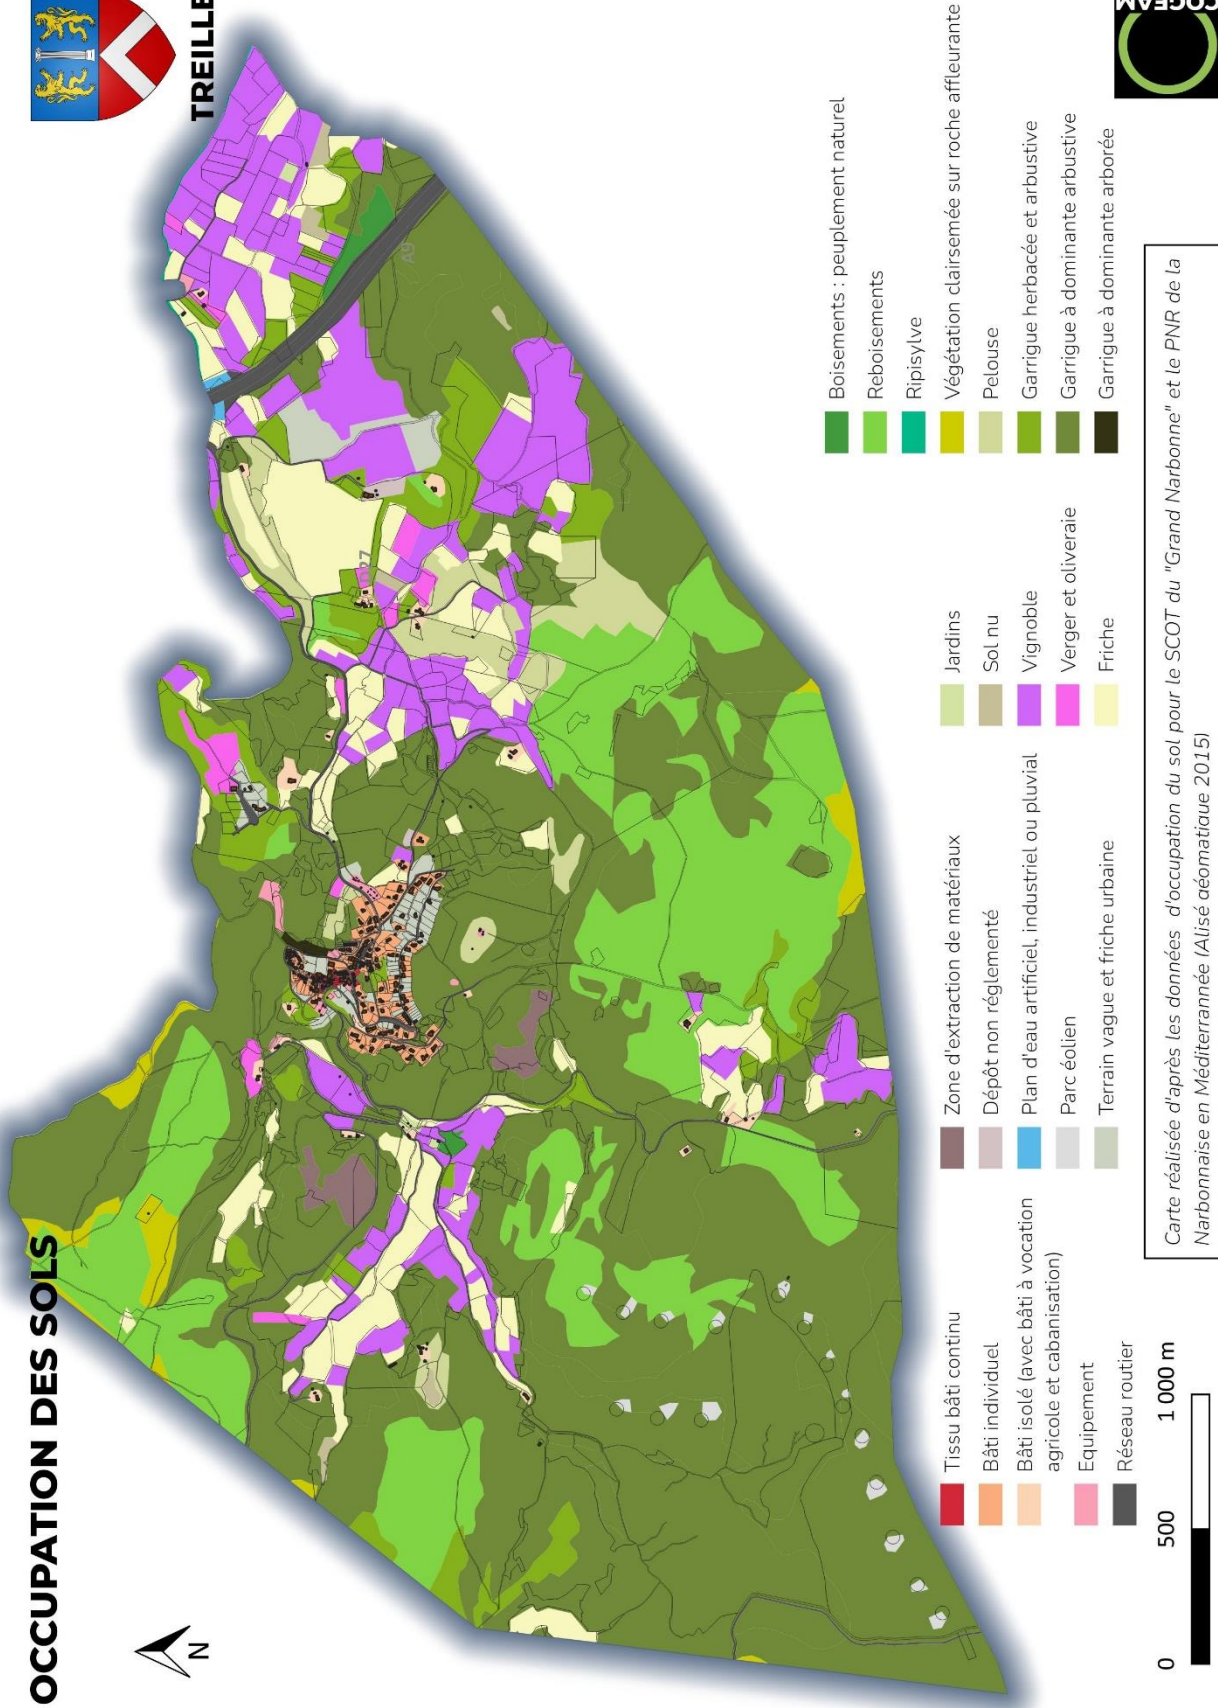 OCCUPATION DES SOLS
TREILLE
COGEAM
N
A9
Tissu bâti continu
Bâti individuel
Bâti isolé (avec bâti à vocation
agricole et cabanisation)
Equipement
Réseau routier
Zone d'extraction de matériaux
Dépôt non réglementé
Plan d'eau artificiel, industriel ou pluvial
Parc éolien
Terrain vague et friche urbaine
Jardins
Sol nu
Vignoble
Verger et oliveraie
Friche
Boisements : peuplement naturel
Reboisements
Ripisylve
Végétation clairsemée sur roche affleurante
Pelouse
Garrigue herbacée et arbustive
Garrigue à dominante arbustive
Garrigue à dominante arborée
0 500 1 000 m
Carte réalisée d'après les données d'occupation du sol pour le SCOT du "Grand Narbonne" et le PNR de la
Narbonnaise en Méditerrannée (Alisé déomatique 2015)